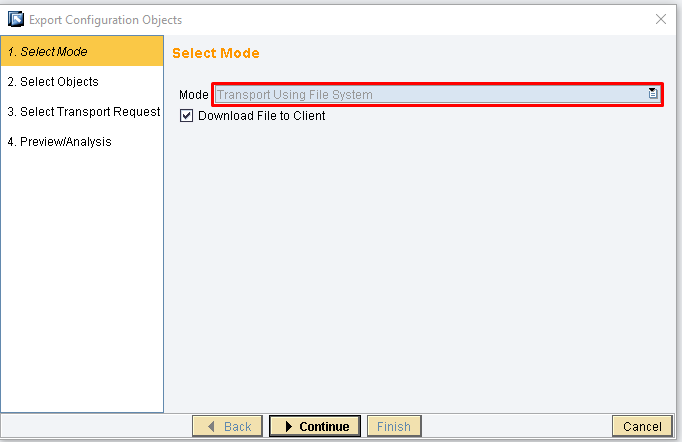 Export Configuration Objects
1. Select Mode
2. Select Objects
3. Select Transport Request
4. Preview/Analysis
Select Mode
Mode Transport Using File System
Download File to Client
Back Continue Finish Cancel